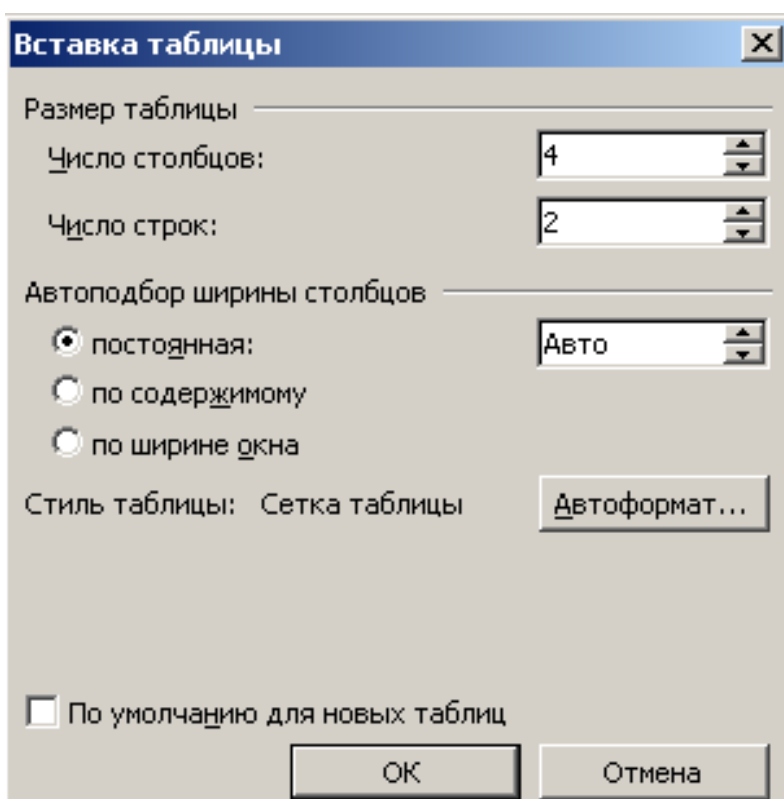 Вставка таблицы
Размер таблицы
Число столбцов: 4
Число строк: 2
Автоподбор ширины столбцов
постоянная: Авто
по содержимому
по ширине окна
Стиль таблицы: Сетка таблицы Автоформат...
По умолчанию для новых таблиц
ОК Отмена